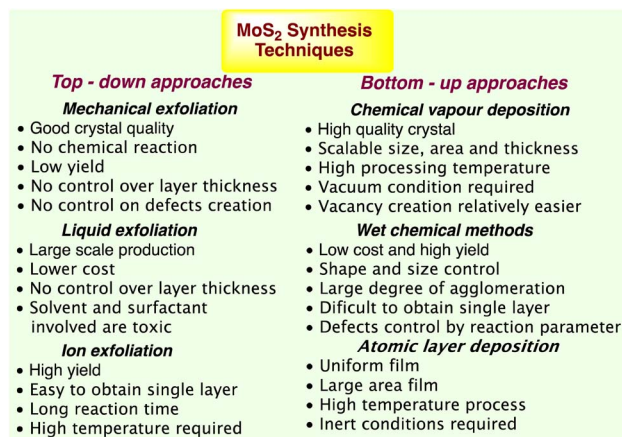 MoS2 Synthesis
Techniques
Top - down approaches
Mechanical exfoliation
• Good crystal quality
• No chemical reaction
• Low yield
• No control over layer thickness
• No control on defects creation
Liquid exfoliation
• Large scale production
• Lower cost
• No control over layer thickness
• Solvent and surfactant
involved are toxic
Ion exfoliation
• High yield
• Easy to obtain single layer
• Long reaction time
• High temperature required
Bottom - up approaches
Chemical vapour deposition
• High quality crystal
• Scalable size, area and thickness
• High processing temperature
• Vacuum condition required
• Vacancy creation relatively easier
Wet chemical methods
• Low cost and high yield
• Shape and size control
• Large degree of agglomeration
• Dificult to obtain single layer
• Defects control by reaction parameter
Atomic layer deposition
• Uniform film
• Large area film
• High temperature process
• Inert conditions required